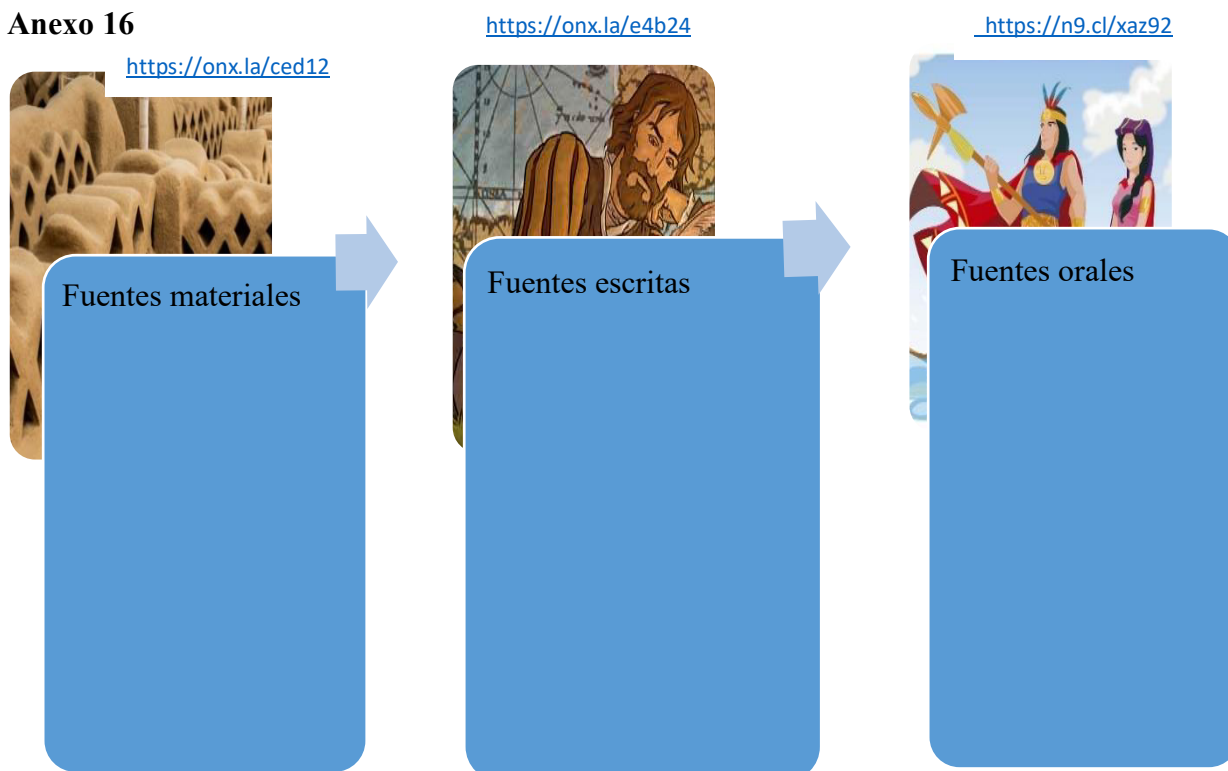 Anexo 16
https://onx.la/e4b24
https://n9.cl/xaz92
https://onx.la/ced12
Fuentes materiales
Fuentes escritas
Fuentes orales